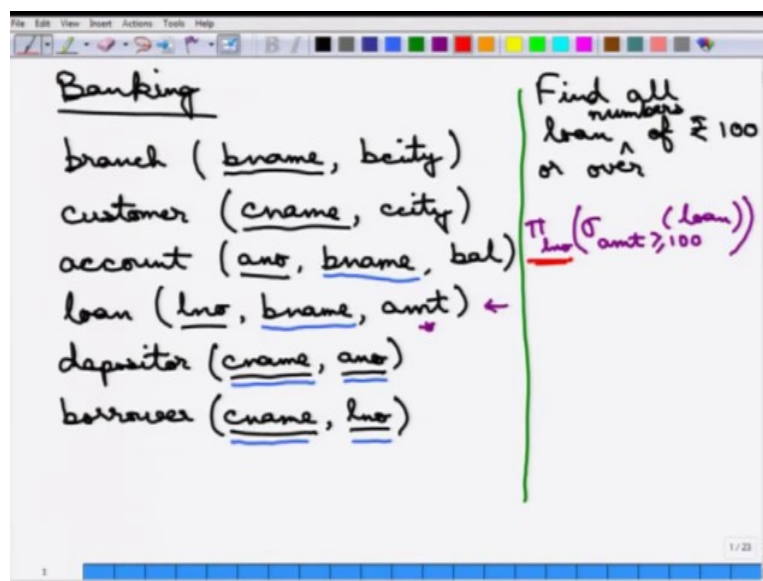 File Edit View Insert Actions Tools Help
Banking
branch (bname, bcity)
customer (cname, ccity)
account (ano, bname, bal)
loan (lno, bname, amt) ←
depositor (cname, ano)
borrower (cname, lno)
Find all
loan numbers of ₹ 100
or over
π lno (σ amt ≥ 100 (loan))
1 / 23
1